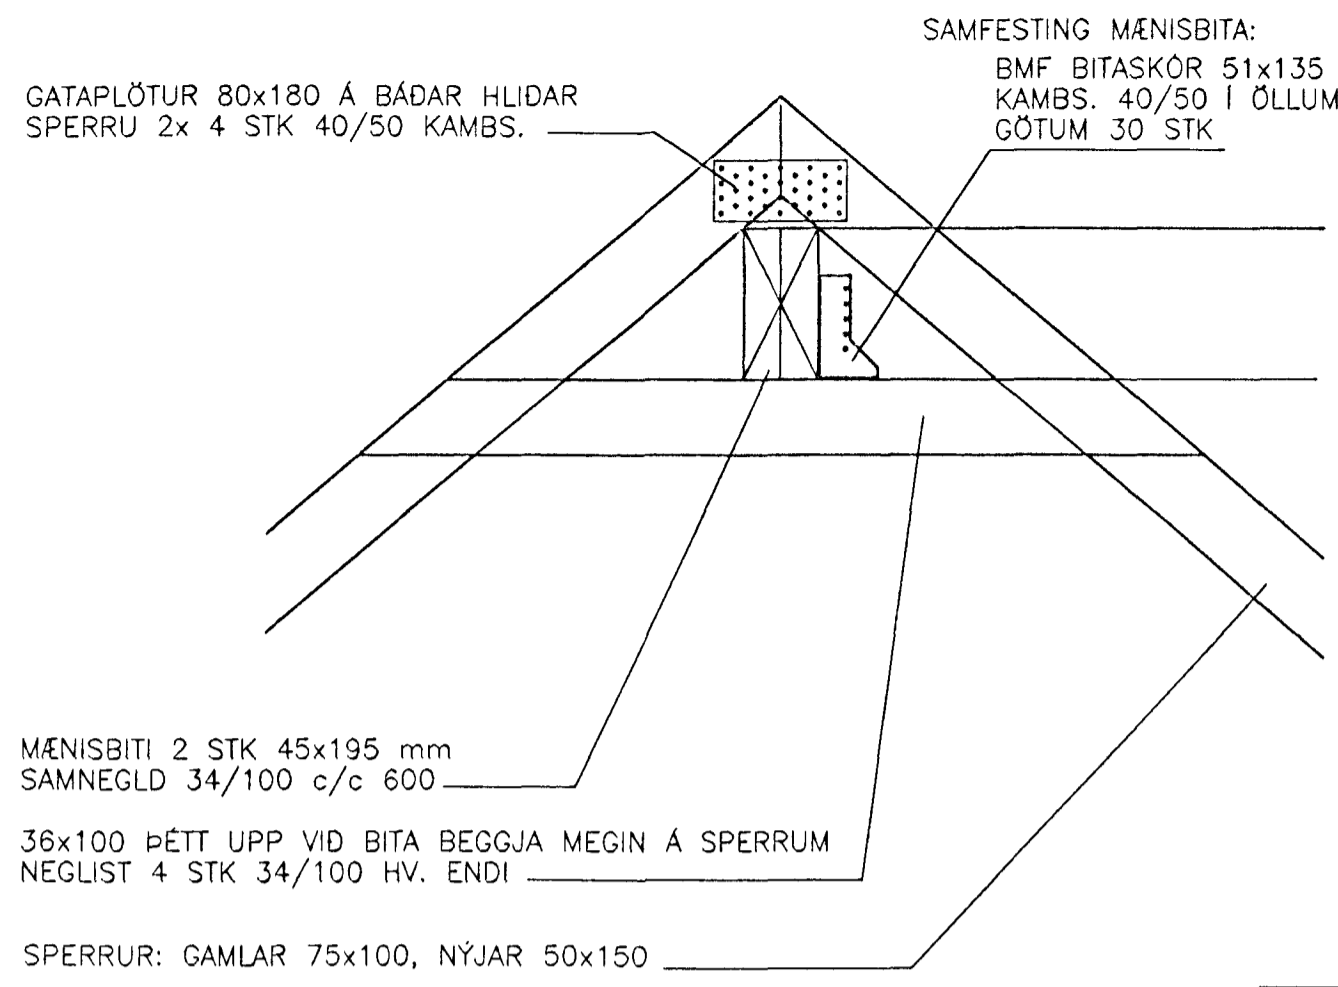 SAMFESTING MÆNISBITA:
BMF BITASKÓR 51x135
KAMBS. 40/50 Í ÖLLUM
GÖTUM 30 STK
GATAPLÖTUR 80x180 Á BÁÐAR HLIÐAR
SPERRU 2x 4 STK 40/50 KAMBS.
MÆNISBITI 2 STK 45x195 mm
SAMNEGLD 34/100 c/c 600
36x100 ÞÉTT UPP VIÐ BITA BEGGJA MEGIN Á SPERRUM
NEGLIST 4 STK 34/100 HV. ENDI
SPERRUR: GAMLAR 75x100, NÝJAR 50x150